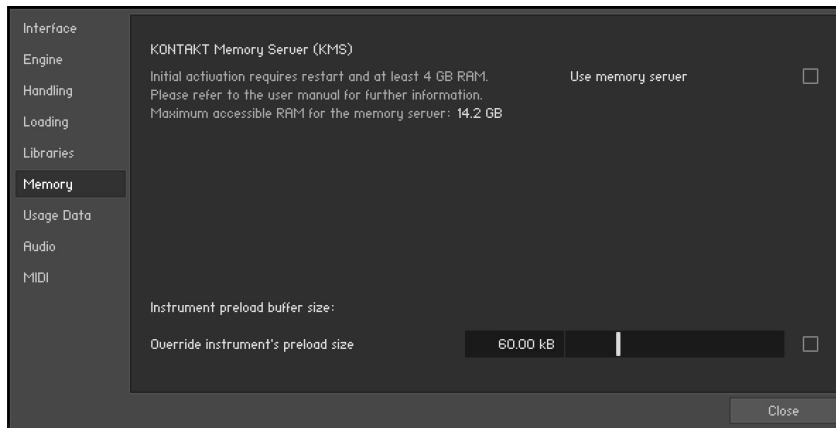 Interface
Engine
Handling
Loading
Libraries
Memory
Usage Data
Audio
MIDI
KONTAKT Memory Server (KMS)
Initial activation requires restart and at least 4 GB RAM.
Please refer to the user manual for further information.
Maximum accessible RAM for the memory server: 14.2 GB
Use memory server
Instrument preload buffer size:
Override instrument's preload size
60.00 kB
Close